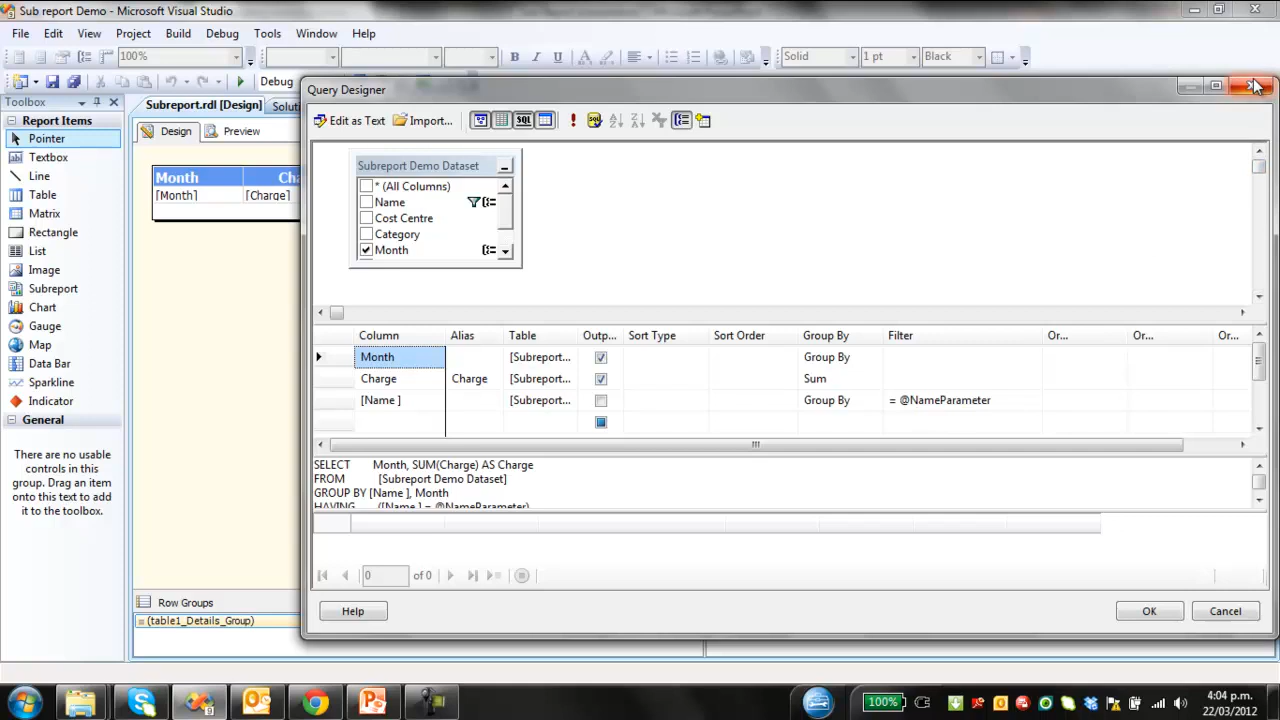 Sub report Demo - Microsoft Visual Studio
File Edit View Project Build Debug Tools Window Help
100% B I U A Solid 1 pt Black
Debug
Toolbox
Report Items
Pointer
Textbox
Line
Table
Matrix
Rectangle
List
Image
Subreport
Chart
Gauge
Map
Data Bar
Sparkline
Indicator
General
There are no usable
controls in this
group. Drag an item
onto this text to add
it to the toolbox.
Subreport.rdl [Design] Soluti
Design Preview
Month Cha
[Month] [Charge]
Row Groups
(table1_Details_Group)
Query Designer
Edit as Text Import... SQL
Subreport Demo Dataset
* (All Columns)
Name
Cost Centre
Category
Month
Column Alias Table Outp... Sort Type Sort Order Group By Filter Or... Or... Or...
Month [Subreport... Group By
Charge Charge [Subreport... Sum
[Name ] [Subreport... Group By = @NameParameter
SELECT Month, SUM(Charge) AS Charge
FROM [Subreport Demo Dataset]
GROUP BY [Name ], Month
HAVING ([Name ] = @NameParameter)
0 of 0
Help OK Cancel
100%
4:04 p.m.
22/03/2012